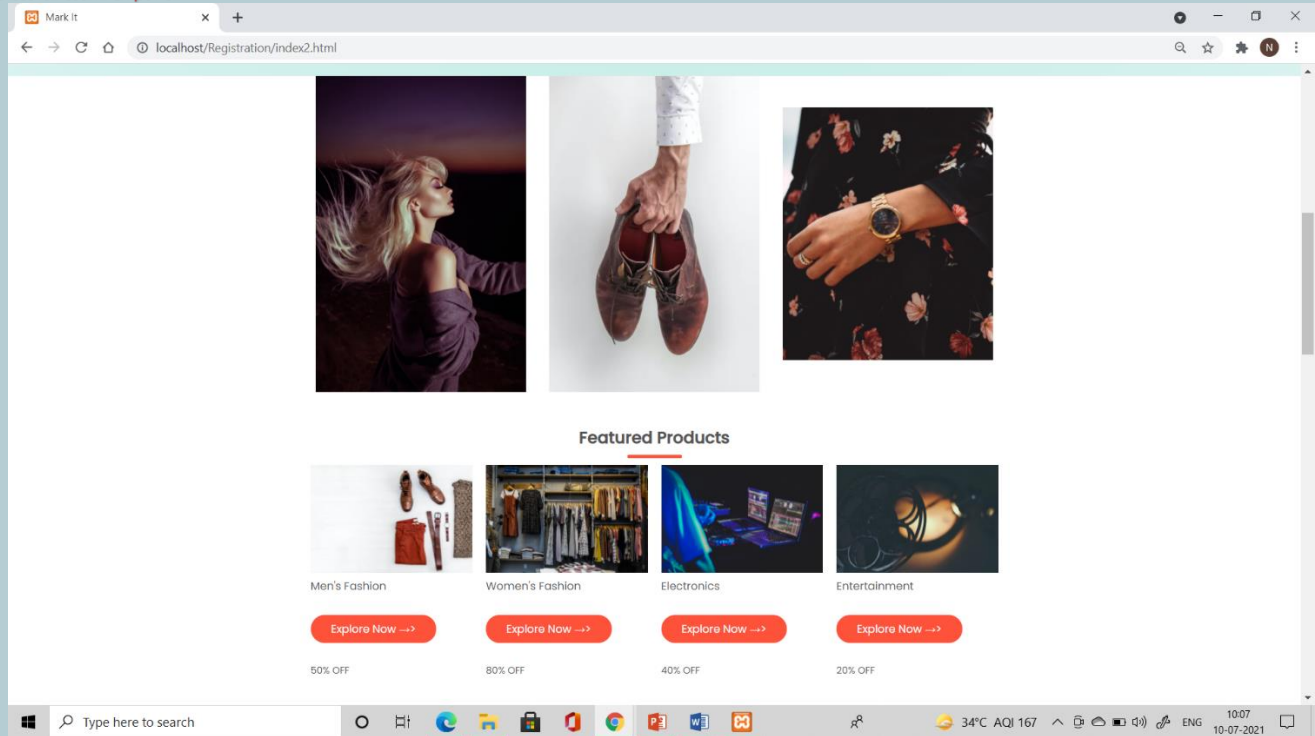 Mark It
localhost/Registration/index2.html
N
Featured Products
Men's Fashion
Women's Fashion
Electronics
Entertainment
Explore Now →>
Explore Now →>
Explore Now →>
Explore Now →>
50% OFF
80% OFF
40% OFF
20% OFF
Type here to search
34°C AQI 167
ENG
10:07
10-07-2021